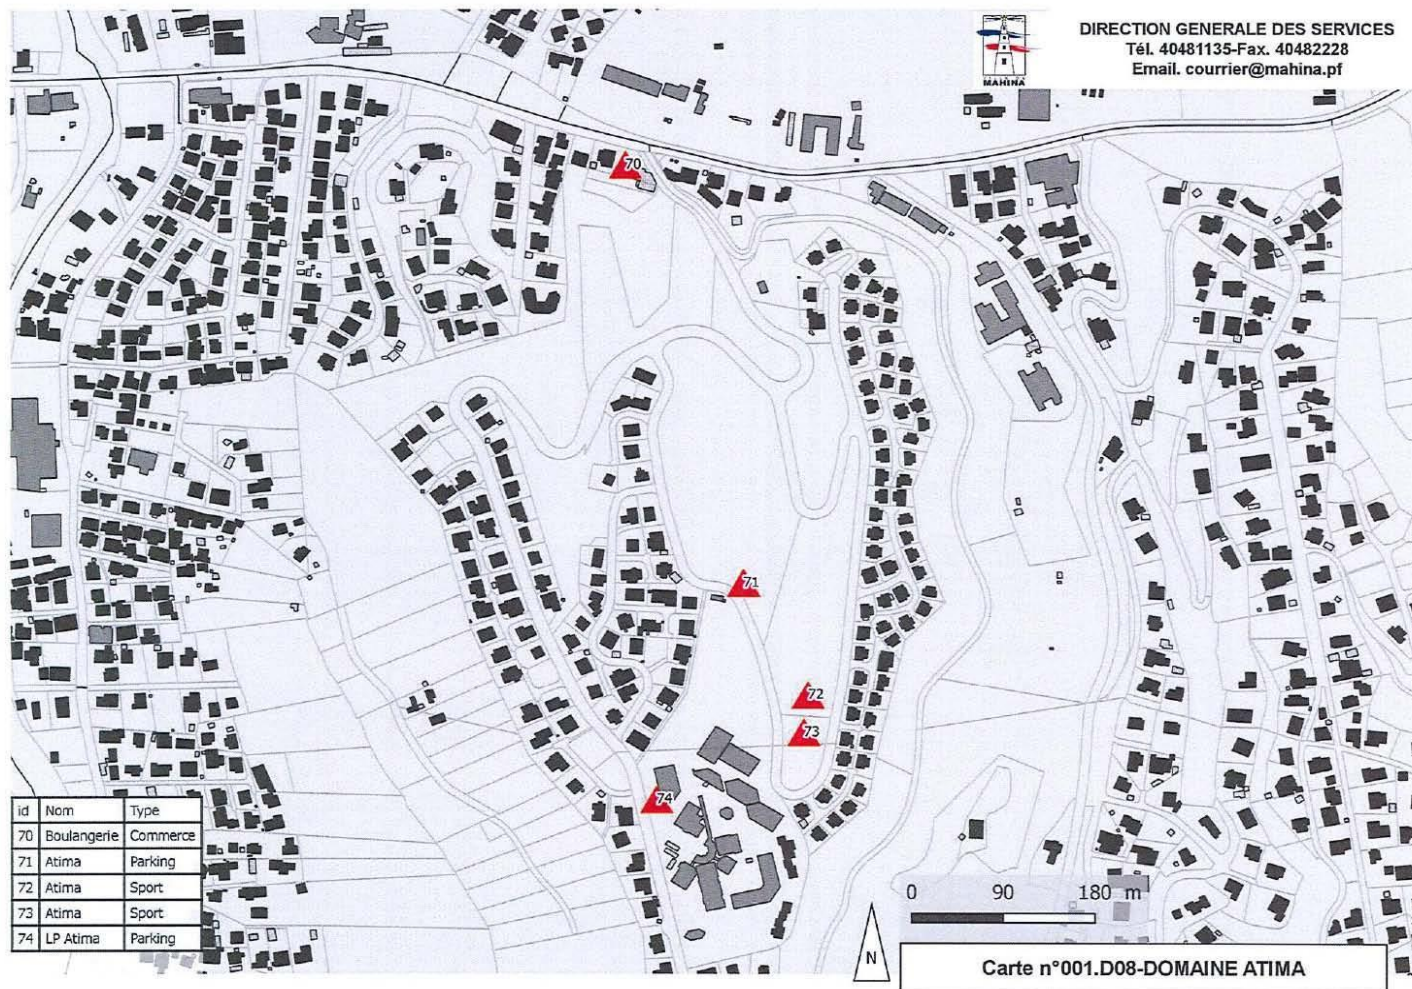 MAHINA
DIRECTION GENERALE DES SERVICES
Tél. 40481135-Fax. 40482228
Email. courrier@mahina.pf
70
71
72
73
74
id Nom Type
70 Boulangerie Commerce
71 Atima Parking
72 Atima Sport
73 Atima Sport
74 LP Atima Parking
0 90 180 m
N
Carte n°001.D08-DOMAINE ATIMA